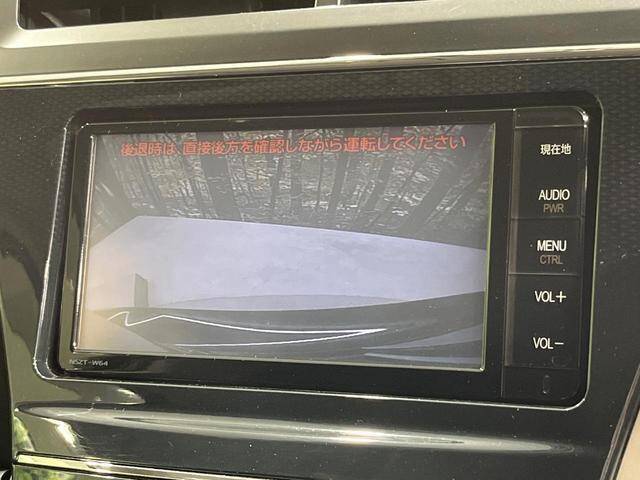 後退時は、直接後方を確認しながら運転してください
現在地
AUDIO
PWR
MENU
CTRL
VOL+
VOL-
NSZT-W64